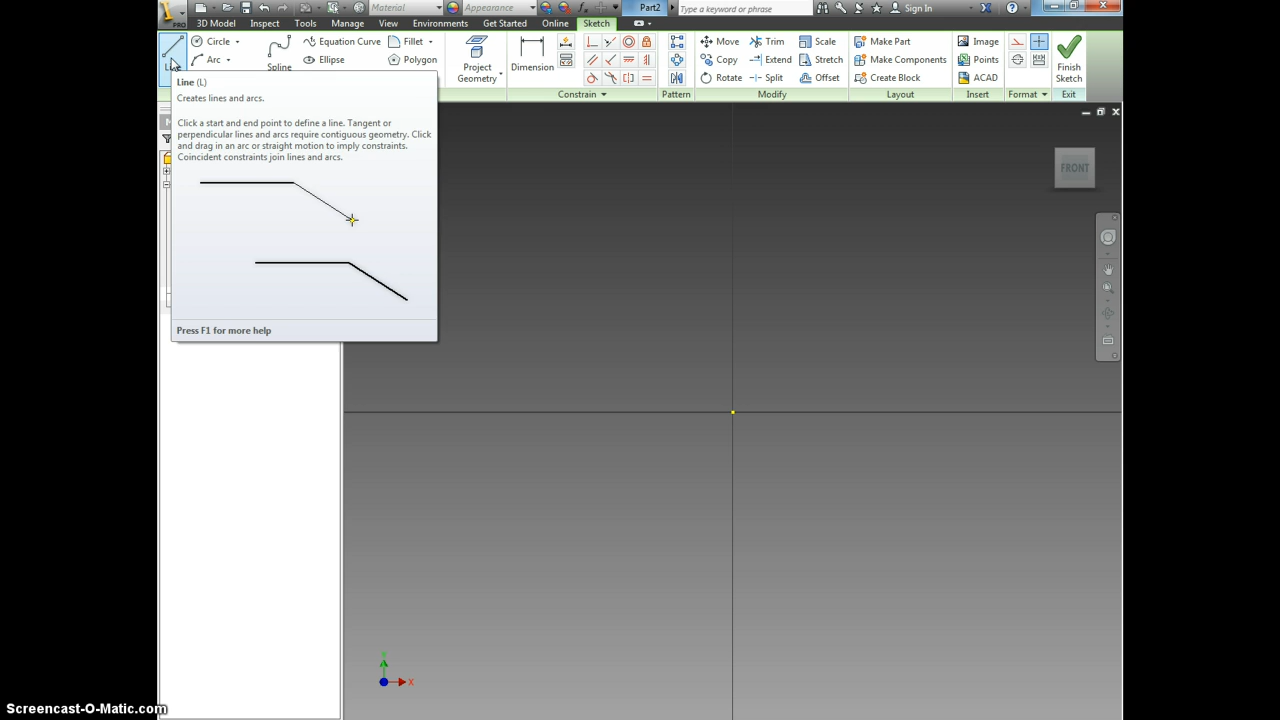 Material Appearance Part2 Type a keyword or phrase Sign In
PRO 3D Model Inspect Tools Manage View Environments Get Started Online Sketch
Line Circle Arc Spline Equation Curve Ellipse Fillet Polygon Project Geometry Dimension Move Copy Rotate Trim Extend Split Scale Stretch Offset Make Part Make Components Create Block Image Points ACAD Finish Sketch
Constrain Pattern Modify Layout Insert Format Exit
Line (L)
Creates lines and arcs.
Click a start and end point to define a line. Tangent or
perpendicular lines and arcs require contiguous geometry. Click
and drag in an arc or straight motion to imply constraints.
Coincident constraints join lines and arcs.
Press F1 for more help
FRONT
X
Screencast-O-Matic.com